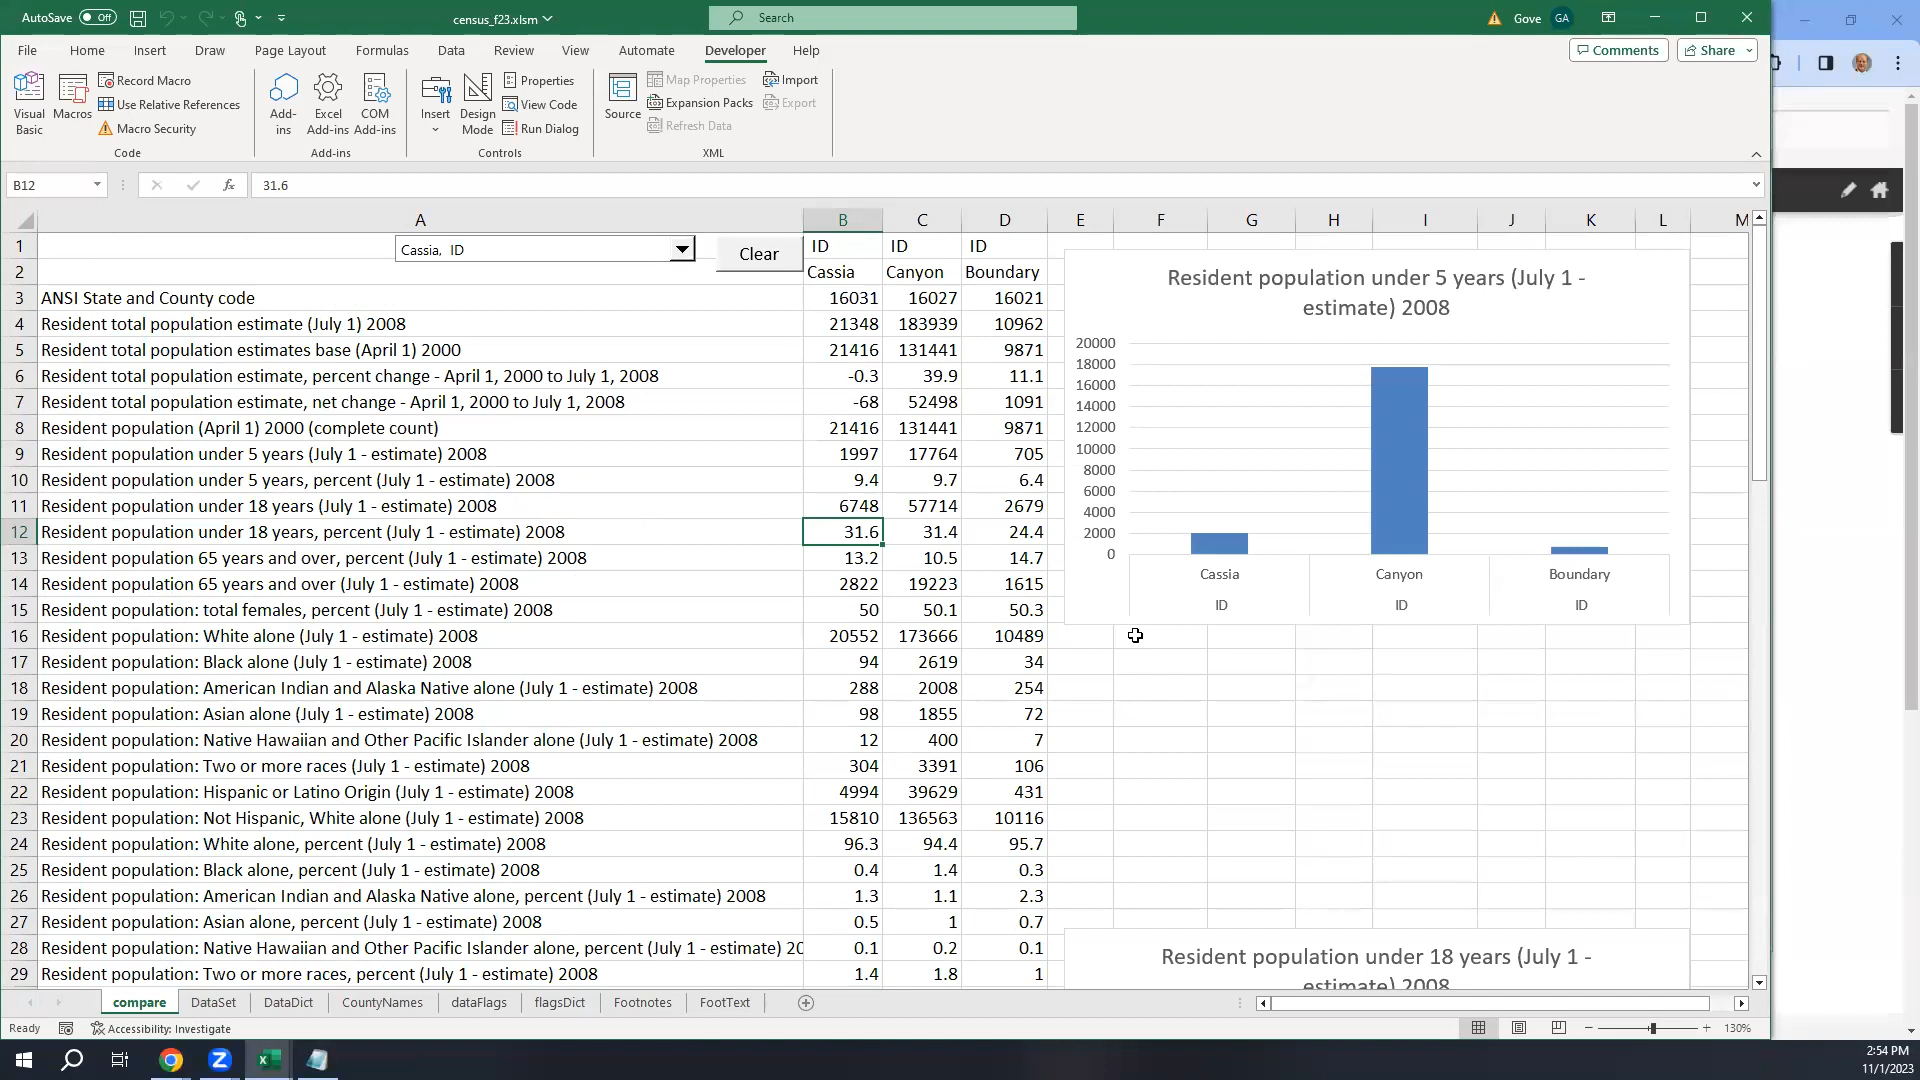 AutoSave Off census_f23.xlsm Search Gove GA
File Home Insert Draw Page Layout Formulas Data Review View Automate Developer Help Comments Share
Visual Basic Macros Record Macro Use Relative References Macro Security Add-ins Excel Add-ins COM Add-ins Insert Design Mode Properties View Code Run Dialog Source Map Properties Expansion Packs Refresh Data Import Export
Code Add-ins Controls XML
B12 fx 31.6
A B C D E F G H I J K L M
1 Cassia, ID Clear ID ID ID
2 Cassia Canyon Boundary
3 ANSI State and County code 16031 16027 16021
4 Resident total population estimate (July 1) 2008 21348 183939 10962
5 Resident total population estimates base (April 1) 2000 21416 131441 9871
6 Resident total population estimate, percent change - April 1, 2000 to July 1, 2008 -0.3 39.9 11.1
7 Resident total population estimate, net change - April 1, 2000 to July 1, 2008 -68 52498 1091
8 Resident population (April 1) 2000 (complete count) 21416 131441 9871
9 Resident population under 5 years (July 1 - estimate) 2008 1997 17764 705
10 Resident population under 5 years, percent (July 1 - estimate) 2008 9.4 9.7 6.4
11 Resident population under 18 years (July 1 - estimate) 2008 6748 57714 2679
12 Resident population under 18 years, percent (July 1 - estimate) 2008 31.6 31.4 24.4
13 Resident population 65 years and over, percent (July 1 - estimate) 2008 13.2 10.5 14.7
14 Resident population 65 years and over (July 1 - estimate) 2008 2822 19223 1615
15 Resident population: total females, percent (July 1 - estimate) 2008 50 50.1 50.3
16 Resident population: White alone (July 1 - estimate) 2008 20552 173666 10489
17 Resident population: Black alone (July 1 - estimate) 2008 94 2619 34
18 Resident population: American Indian and Alaska Native alone (July 1 - estimate) 2008 288 2008 254
19 Resident population: Asian alone (July 1 - estimate) 2008 98 1855 72
20 Resident population: Native Hawaiian and Other Pacific Islander alone (July 1 - estimate) 2008 12 400 7
21 Resident population: Two or more races (July 1 - estimate) 2008 304 3391 106
22 Resident population: Hispanic or Latino Origin (July 1 - estimate) 2008 4994 39629 431
23 Resident population: Not Hispanic, White alone (July 1 - estimate) 2008 15810 136563 10116
24 Resident population: White alone, percent (July 1 - estimate) 2008 96.3 94.4 95.7
25 Resident population: Black alone, percent (July 1 - estimate) 2008 0.4 1.4 0.3
26 Resident population: American Indian and Alaska Native alone, percent (July 1 - estimate) 2008 1.3 1.1 2.3
27 Resident population: Asian alone, percent (July 1 - estimate) 2008 0.5 1 0.7
28 Resident population: Native Hawaiian and Other Pacific Islander alone, percent (July 1 - estimate) 20 0.1 0.2 0.1
29 Resident population: Two or more races, percent (July 1 - estimate) 2008 1.4 1.8 1
Resident population under 5 years (July 1 -
estimate) 2008
20000
18000
16000
14000
12000
10000
8000
6000
4000
2000
0
Cassia Canyon Boundary
ID ID ID
Resident population under 18 years (July 1 -
estimate) 2008
compare DataSet DataDict CountyNames dataFlags flagsDict Footnotes FootText
Ready Accessibility: Investigate 130%
2:54 PM
11/1/2023